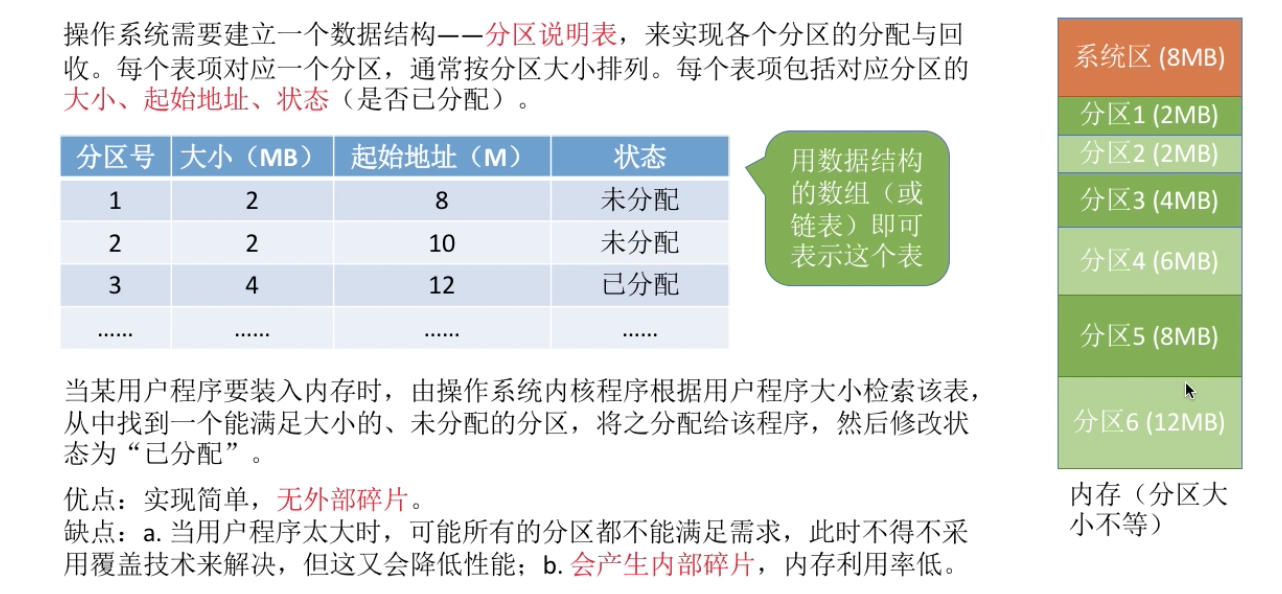 操作系统需要建立一个数据结构——分区说明表，来实现各个分区的分配与回
收。每个表项对应一个分区，通常按分区大小排列。每个表项包括对应分区的
大小、起始地址、状态（是否已分配）。
分区号 大小（MB） 起始地址（M） 状态
1 2 8 未分配
2 2 10 未分配
3 4 12 已分配
...... ...... ...... ......
用数据结构
的数组（或
链表）即可
表示这个表
当某用户程序要装入内存时，由操作系统内核程序根据用户程序大小检索该表，
从中找到一个能满足大小的、未分配的分区，将之分配给该程序，然后修改状
态为“已分配”。
优点：实现简单，无外部碎片。
缺点：a. 当用户程序太大时，可能所有的分区都不能满足需求，此时不得不采
用覆盖技术来解决，但这又会降低性能；b. 会产生内部碎片，内存利用率低。
系统区 (8MB)
分区1 (2MB)
分区2 (2MB)
分区3 (4MB)
分区4 (6MB)
分区5 (8MB)
分区6 (12MB)
内存（分区大
小不等）